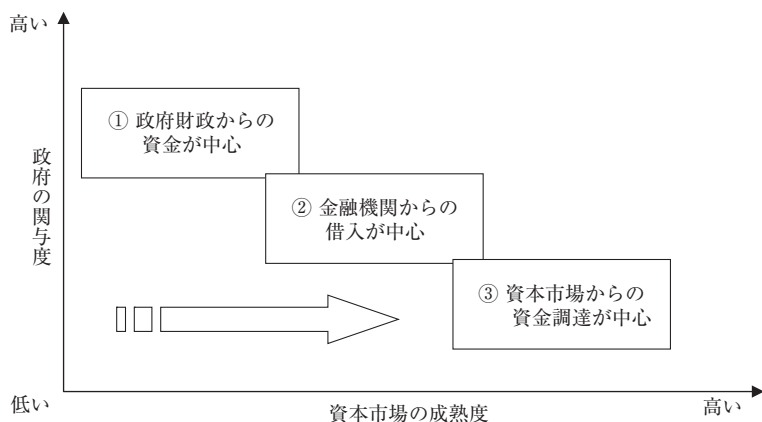 高い
① 政府財政からの
資金が中心
政府の関与度
② 金融機関からの
借入が中心
③ 資本市場からの
資金調達が中心
低い
資本市場の成熟度
高い